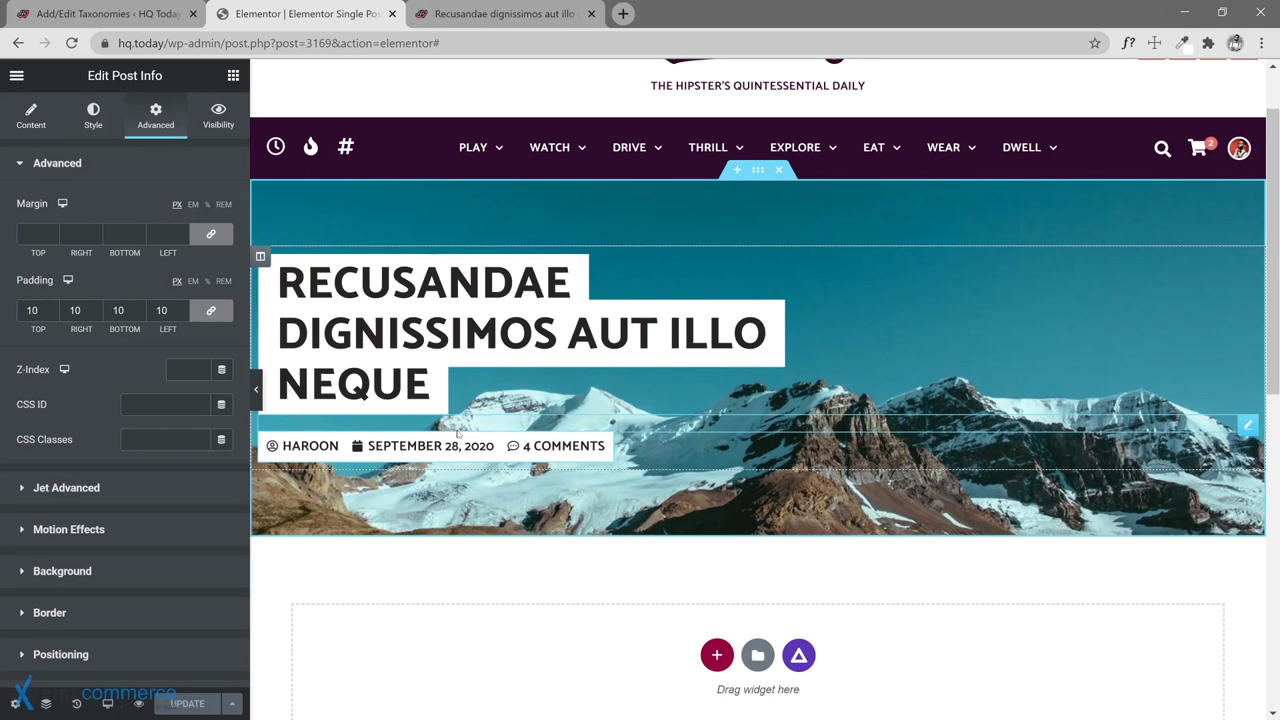 Add/Edit Taxonomies < HQ Today
Elementor | Elementor Single Pos
Recusandae dignissimos aut illo
hq.today/wp-admin/post.php?post=3169&action=elementor#
Edit Post Info
Content
Style
Advanced
Visibility
Advanced
Margin
PX EM % REM
TOP RIGHT BOTTOM LEFT
Padding
PX EM % REM
10 10 10 10
TOP RIGHT BOTTOM LEFT
Z-Index
CSS ID
CSS Classes
Jet Advanced
Motion Effects
Background
Border
Positioning
commerce
UPDATE
THE HIPSTER'S QUINTESSENTIAL DAILY
PLAY WATCH DRIVE THRILL EXPLORE EAT WEAR DWELL
2
RECUSANDAE
DIGNISSIMOS AUT ILLO
NEQUE
HAROON SEPTEMBER 28, 2020 4 COMMENTS
Drag widget here